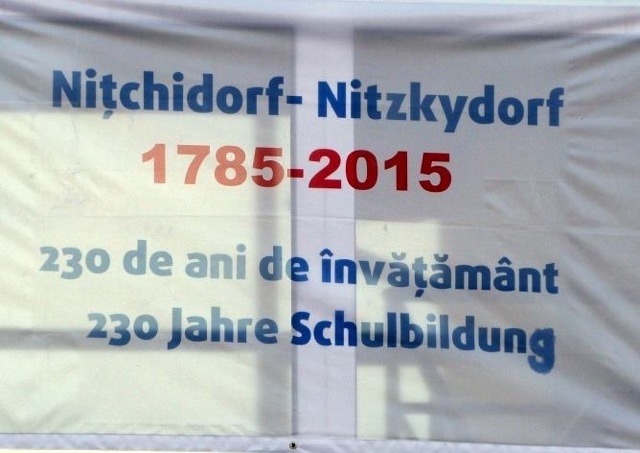 Nițchidorf- Nitzkydorf
1785-2015
230 de ani de învățământ
230 Jahre Schulbildung